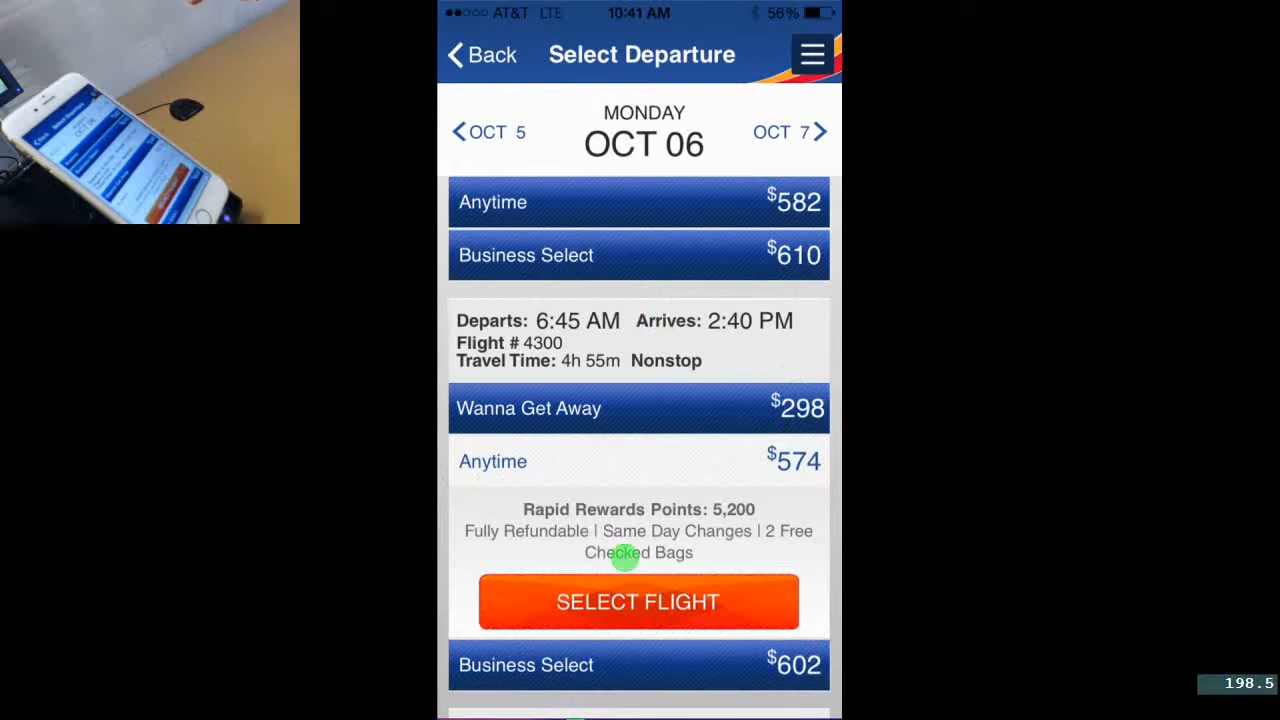 AT&T LTE 10:41 AM 56%
Back Select Departure
MONDAY
OCT 5 OCT 06 OCT 7
Anytime $582
Business Select $610
Departs: 6:45 AM Arrives: 2:40 PM
Flight # 4300
Travel Time: 4h 55m Nonstop
Wanna Get Away $298
Anytime $574
Rapid Rewards Points: 5,200
Fully Refundable | Same Day Changes | 2 Free
Checked Bags
SELECT FLIGHT
Business Select $602
198.5